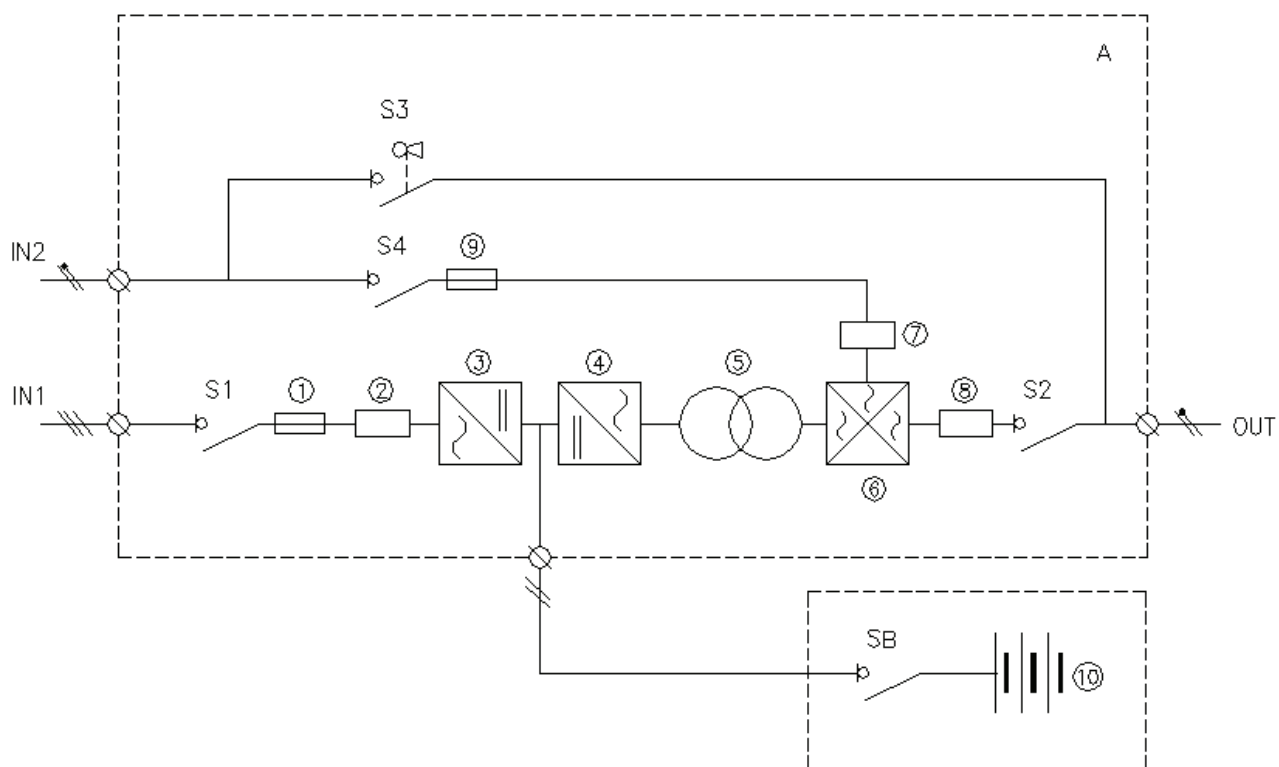 A
S3
IN2
S4
⑨
⑦
IN1
S1
①
②
③
④
⑤
⑧
S2
OUT
⑥
SB
⑩